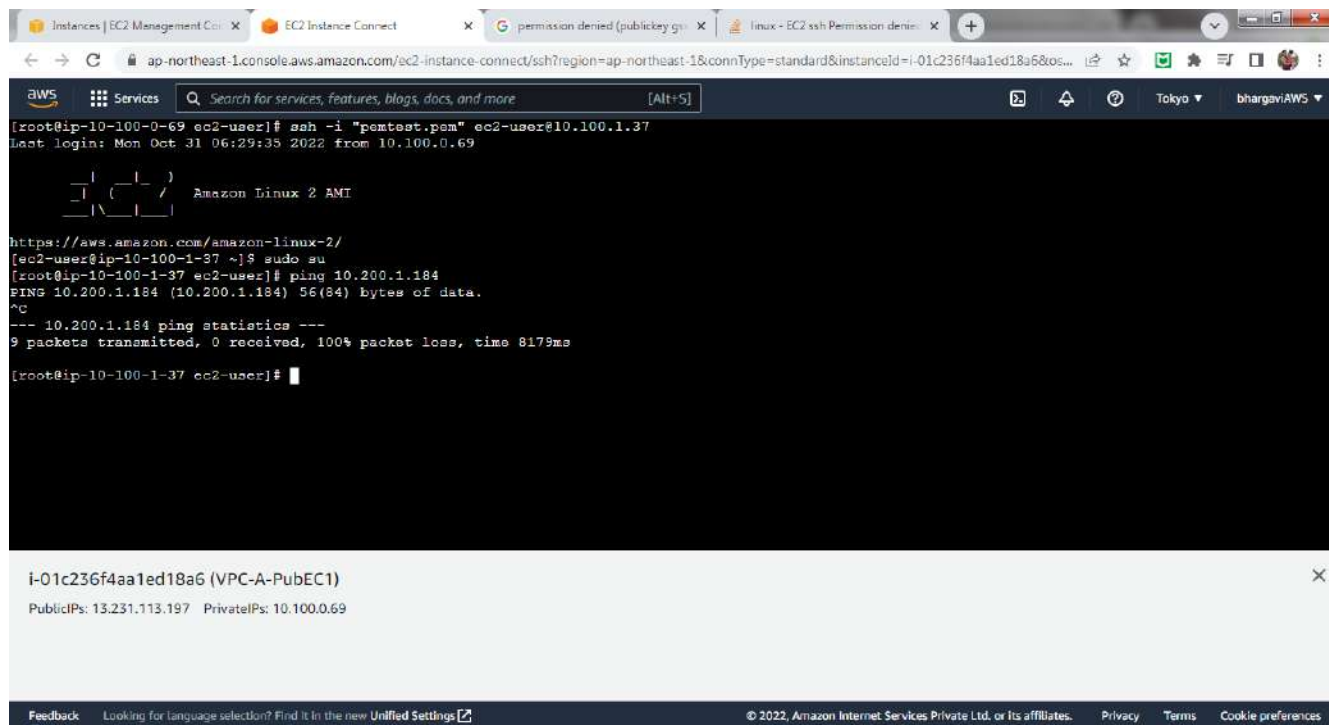 Instances | EC2 Management Con
EC2 Instance Connect
permission denied (publickey gs
linux - EC2 ssh Permission denie
ap-northeast-1.console.aws.amazon.com/ec2-instance-connect/ssh?region=ap-northeast-1&connType=standard&instanceId=i-01c236f4aa1ed18a6&os...
aws
Services
Search for services, features, blogs, docs, and more
[Alt+S]
Tokyo ▼
bhargaviAWS ▼
[root@ip-10-100-0-69 ec2-user]# ssh -i "pemtest.pem" ec2-user@10.100.1.37
Last login: Mon Oct 31 06:29:35 2022 from 10.100.0.69
       __|  __|_  )
       _|  (     /   Amazon Linux 2 AMI
      ___|\___|___|
https://aws.amazon.com/amazon-linux-2/
[ec2-user@ip-10-100-1-37 ~]$ sudo su
[root@ip-10-100-1-37 ec2-user]# ping 10.200.1.184
PING 10.200.1.184 (10.200.1.184) 56(84) bytes of data.
^C
--- 10.200.1.184 ping statistics ---
9 packets transmitted, 0 received, 100% packet loss, time 8179ms
[root@ip-10-100-1-37 ec2-user]#
i-01c236f4aa1ed18a6 (VPC-A-PubEC1)
PublicIPs: 13.231.113.197 PrivateIPs: 10.100.0.69
Feedback Looking for language selection? Find it in the new Unified Settings
© 2022, Amazon Internet Services Private Ltd. or its affiliates. Privacy Terms Cookie preferences